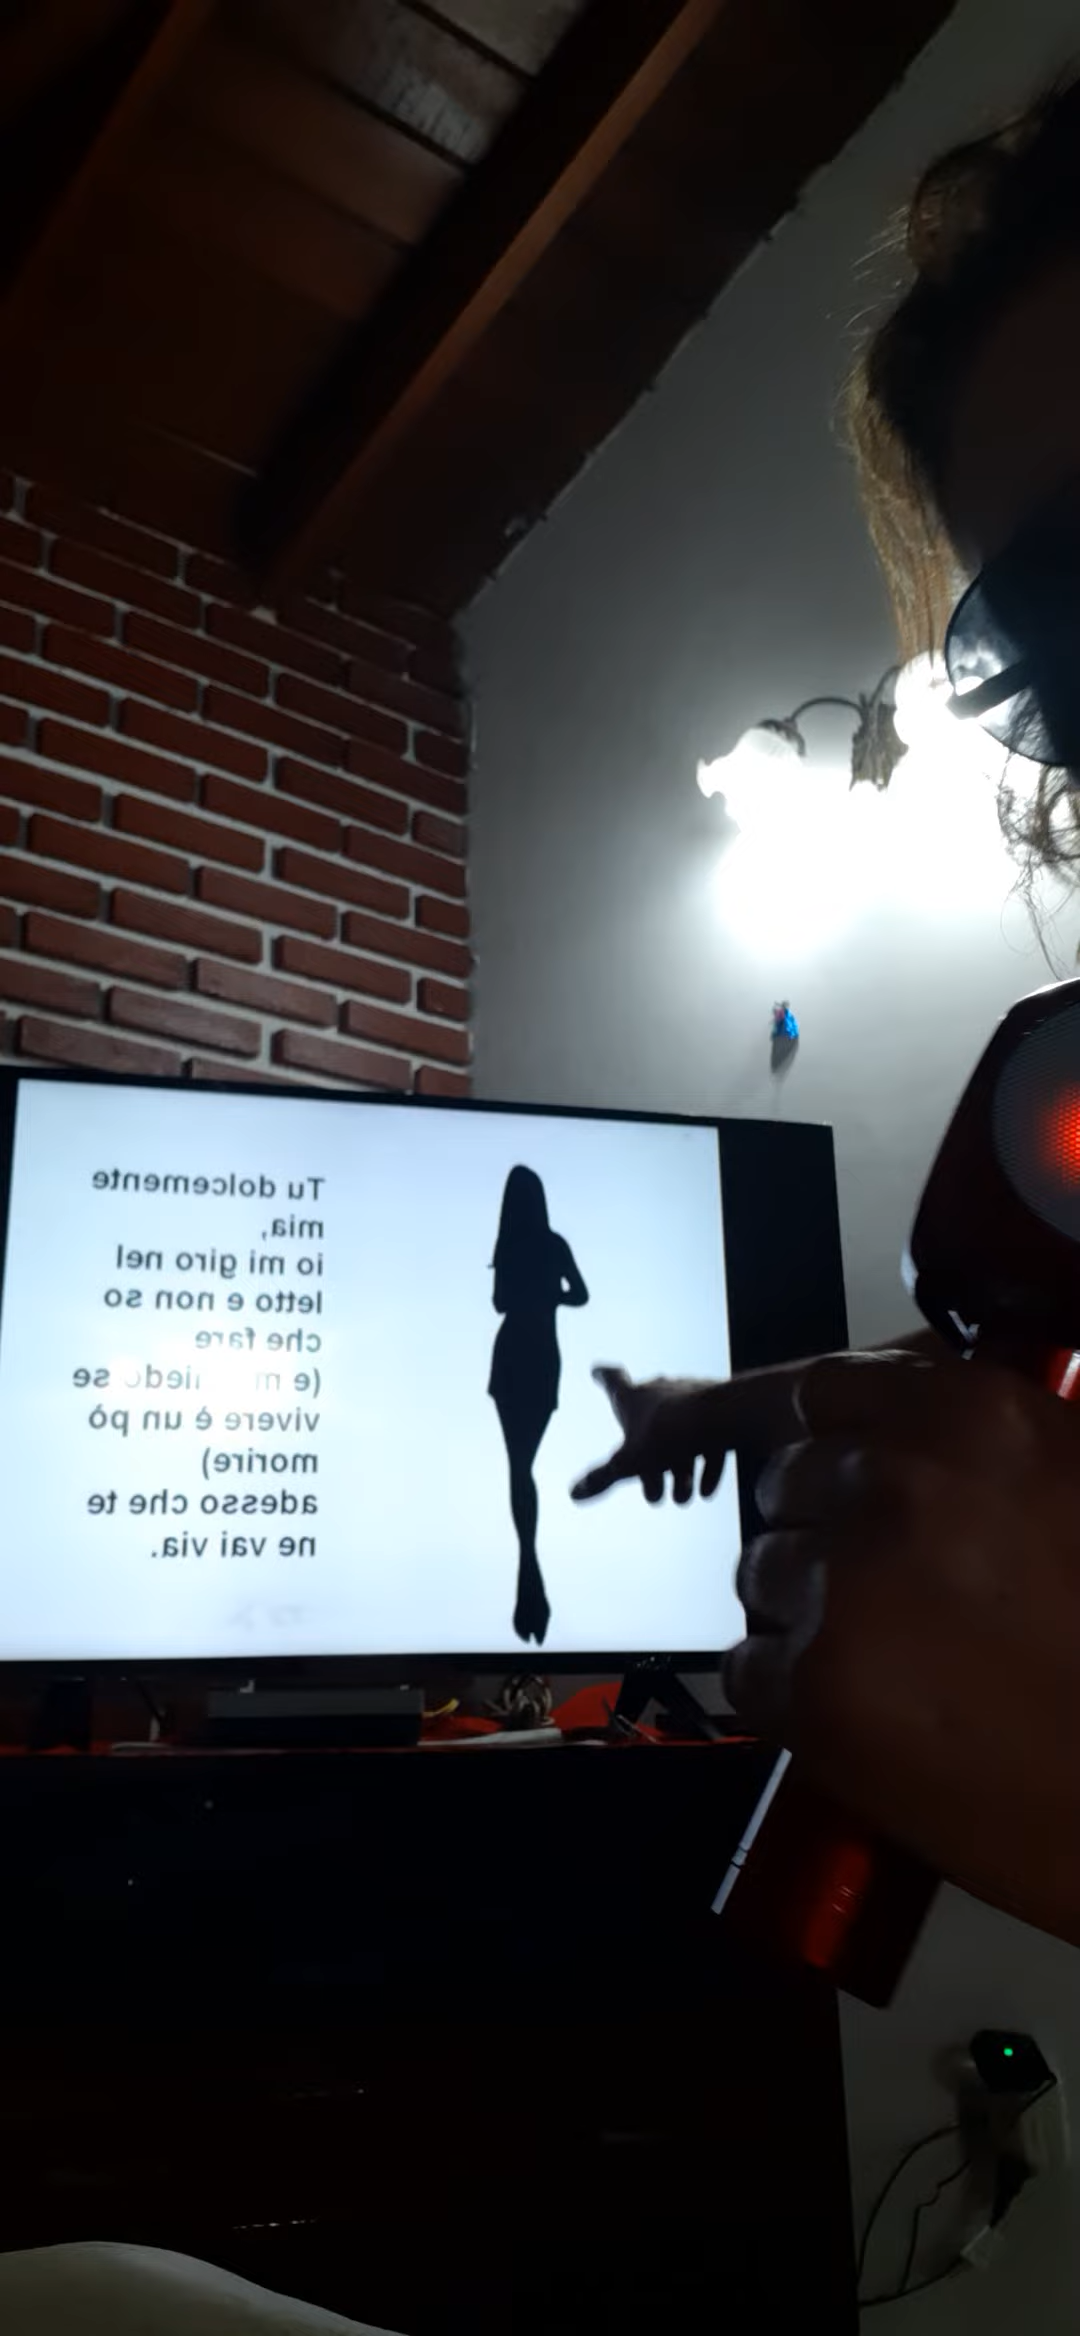 Tu dolcemente
mia,
io mi giro nel
letto e non so
che fare
(e se
vivere è un pò
morire)
adesso che te
ne vai via.